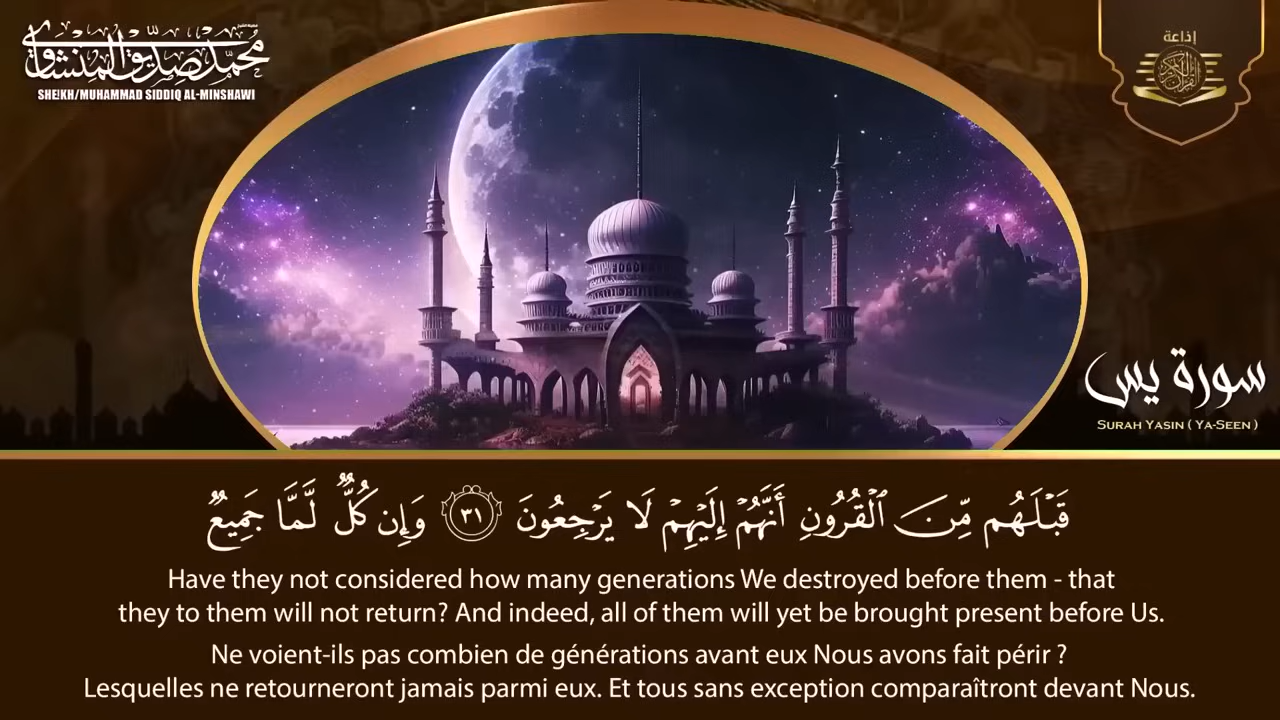 محمد صديق المنشاوي
SHEIKH/MUHAMMAD SIDDIQ AL-MINSHAWI
إذاعة
القرآن الكريم
سورة يس
SURAH YASIN ( YA-SEEN )
قَبْلَهُم مِّنَ ٱلْقُرُونِ أَنَّهُمْ إِلَيْهِمْ لَا يَرْجِعُونَ ٣١ وَإِن كُلٌّ لَّمَّا جَمِيعٌ
Have they not considered how many generations We destroyed before them - that
they to them will not return? And indeed, all of them will yet be brought present before Us.
Ne voient-ils pas combien de générations avant eux Nous avons fait périr ?
Lesquelles ne retourneront jamais parmi eux. Et tous sans exception comparaîtront devant Nous.